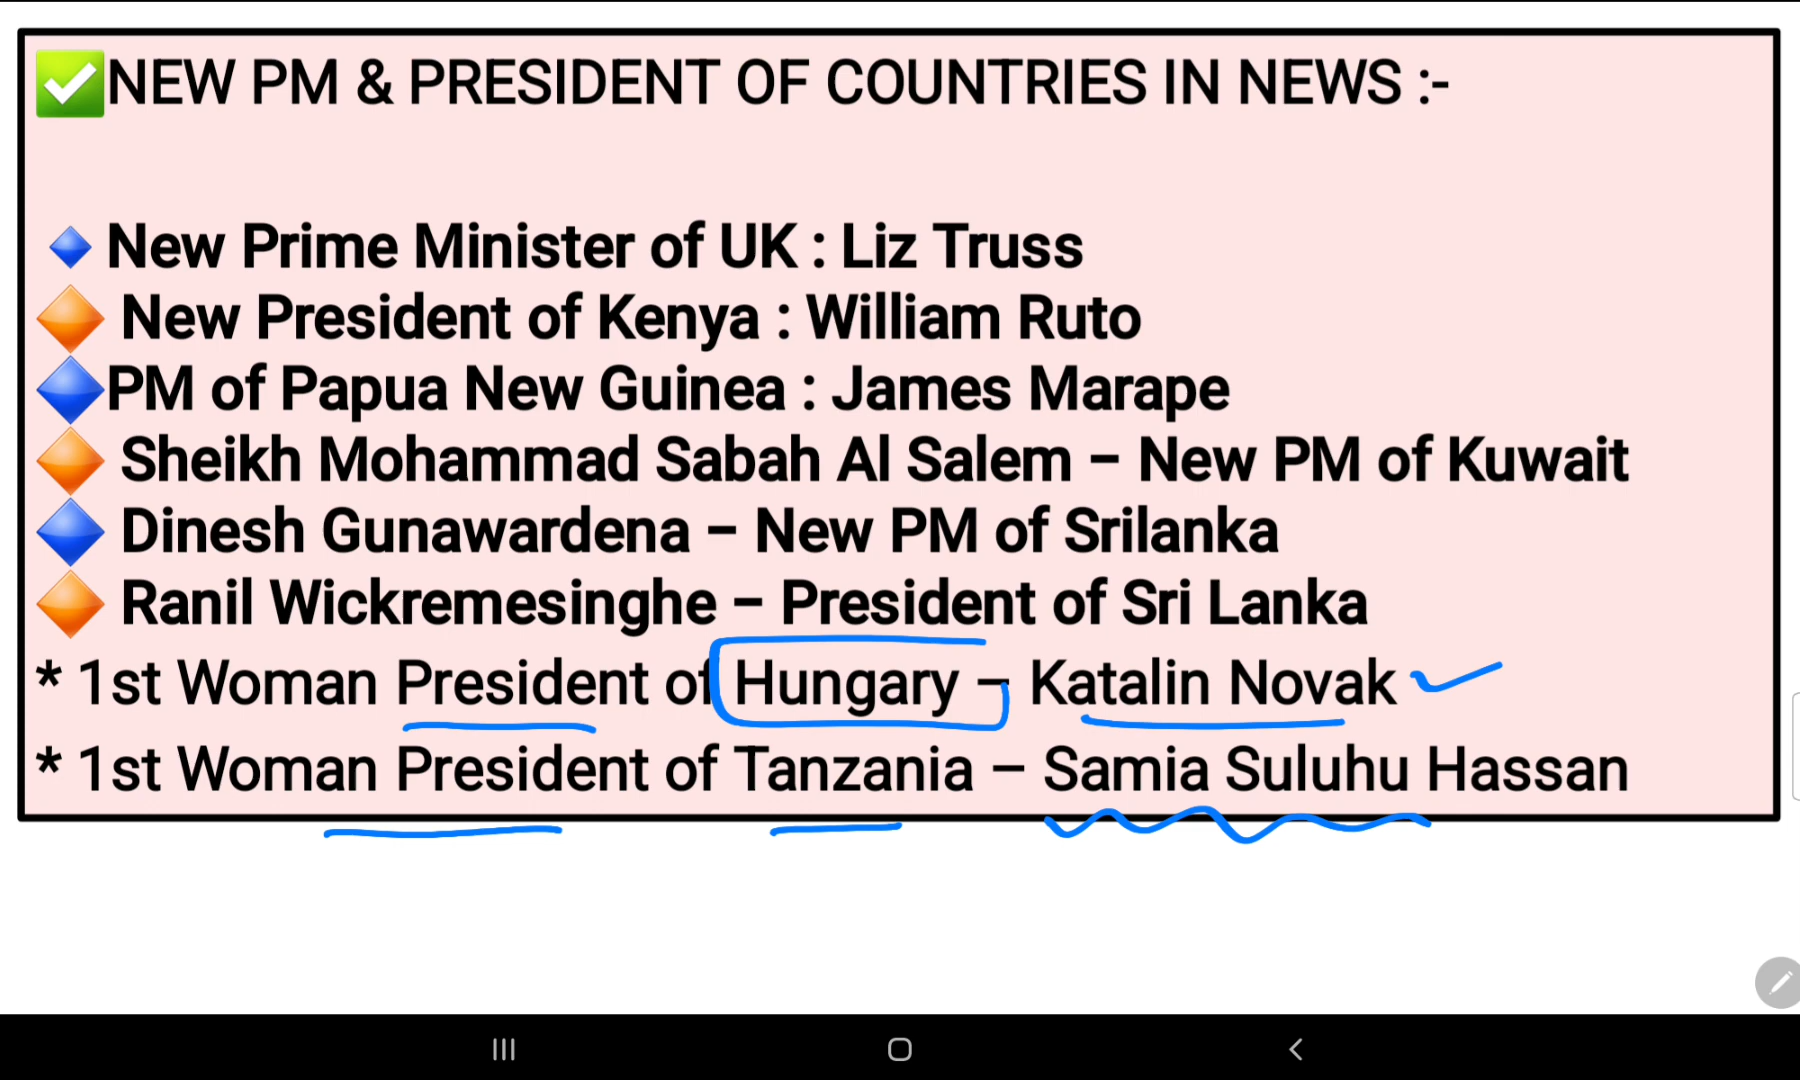 ✅NEW PM & PRESIDENT OF COUNTRIES IN NEWS :-
🔹New Prime Minister of UK : Liz Truss
🔶 New President of Kenya : William Ruto
🔷PM of Papua New Guinea : James Marape
🔶 Sheikh Mohammad Sabah Al Salem – New PM of Kuwait
🔷 Dinesh Gunawardena – New PM of Srilanka
🔶 Ranil Wickremesinghe – President of Sri Lanka
* 1st Woman President of Hungary – Katalin Novak
* 1st Woman President of Tanzania – Samia Suluhu Hassan